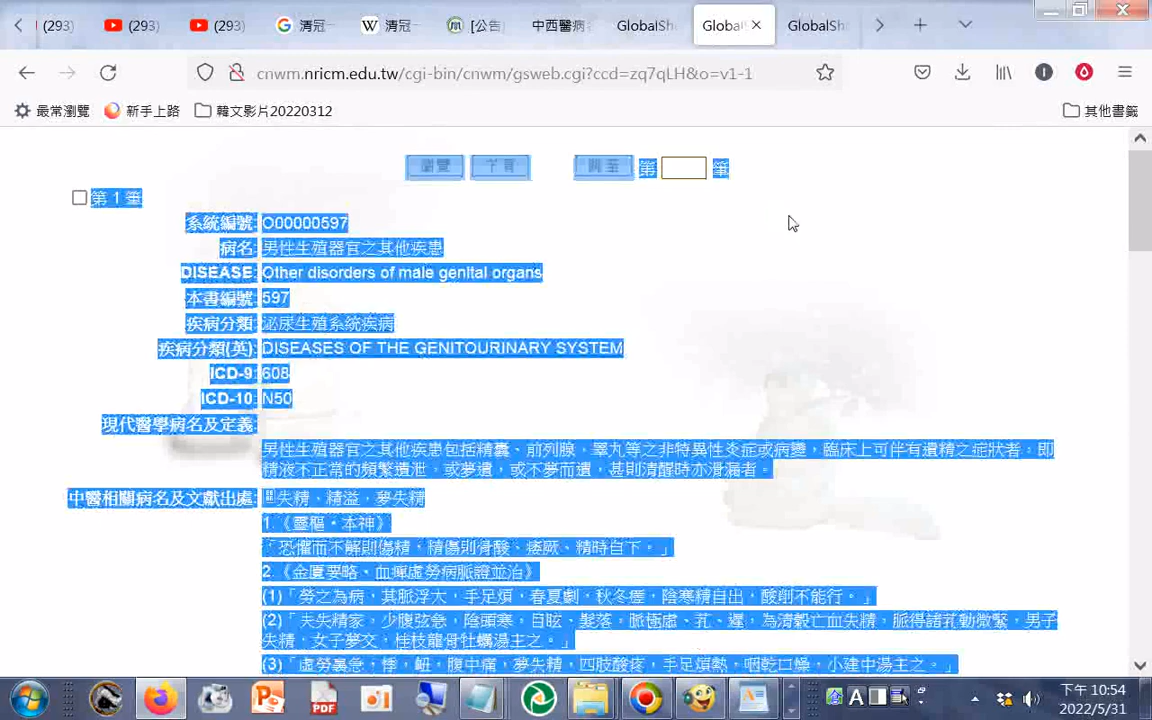 (293)
(293)
(293)
清冠
清冠
[公告
中西醫病
GlobalSh
Global
GlobalSh
cnwm.nricm.edu.tw/cgi-bin/cnwm/gsweb.cgi?ccd=zq7qLH&o=v1-1
最常瀏覽
新手上路
韓文影片20220312
其他書籤
瀏覽
第
筆
第 1 筆
系統編號: O00000597
病名: 男性生殖器官之其他疾患
DISEASE: Other disorders of male genital organs
本書編號: 597
疾病分類: 泌尿生殖系統疾病
疾病分類(英): DISEASES OF THE GENITOURINARY SYSTEM
ICD-9: 608
ICD-10: N50
現代醫學病名及定義:
男性生殖器官之其他疾患包括精囊、前列腺，睪丸等之非特異性炎症或病變，臨床上可伴有遺精之症狀者，即
精液不正常的頻繁遺泄，或夢遺，或不夢而遺，甚則清醒時亦滑漏者。
中醫相關病名及文獻出處: 失精、精溢，夢失精
1.《靈樞‧本神》
「恐懼而不解則傷精，精傷則骨酸、痿厥、精時自下。」
2.《金匱要略‧血痺虛勞病脈證並治》
(1)「勞之為病，其脈浮大，手足煩，春夏劇，秋冬瘥，陰寒精自出，酸削不能行。」
(2)「夫失精家，少腹弦急，陰頭寒，目眩、髮落，脈極虛、芤、遲，為清穀亡血失精，脈得諸芤動微緊，男子
失精，女子夢交，桂枝龍骨牡蠣湯主之。」
(3)「虛勞裏急，悸，衄，腹中痛，夢失精，四肢酸疼，手足煩熱，咽乾口燥，小建中湯主之。」
PDF
A
下午 10:54
2022/5/31